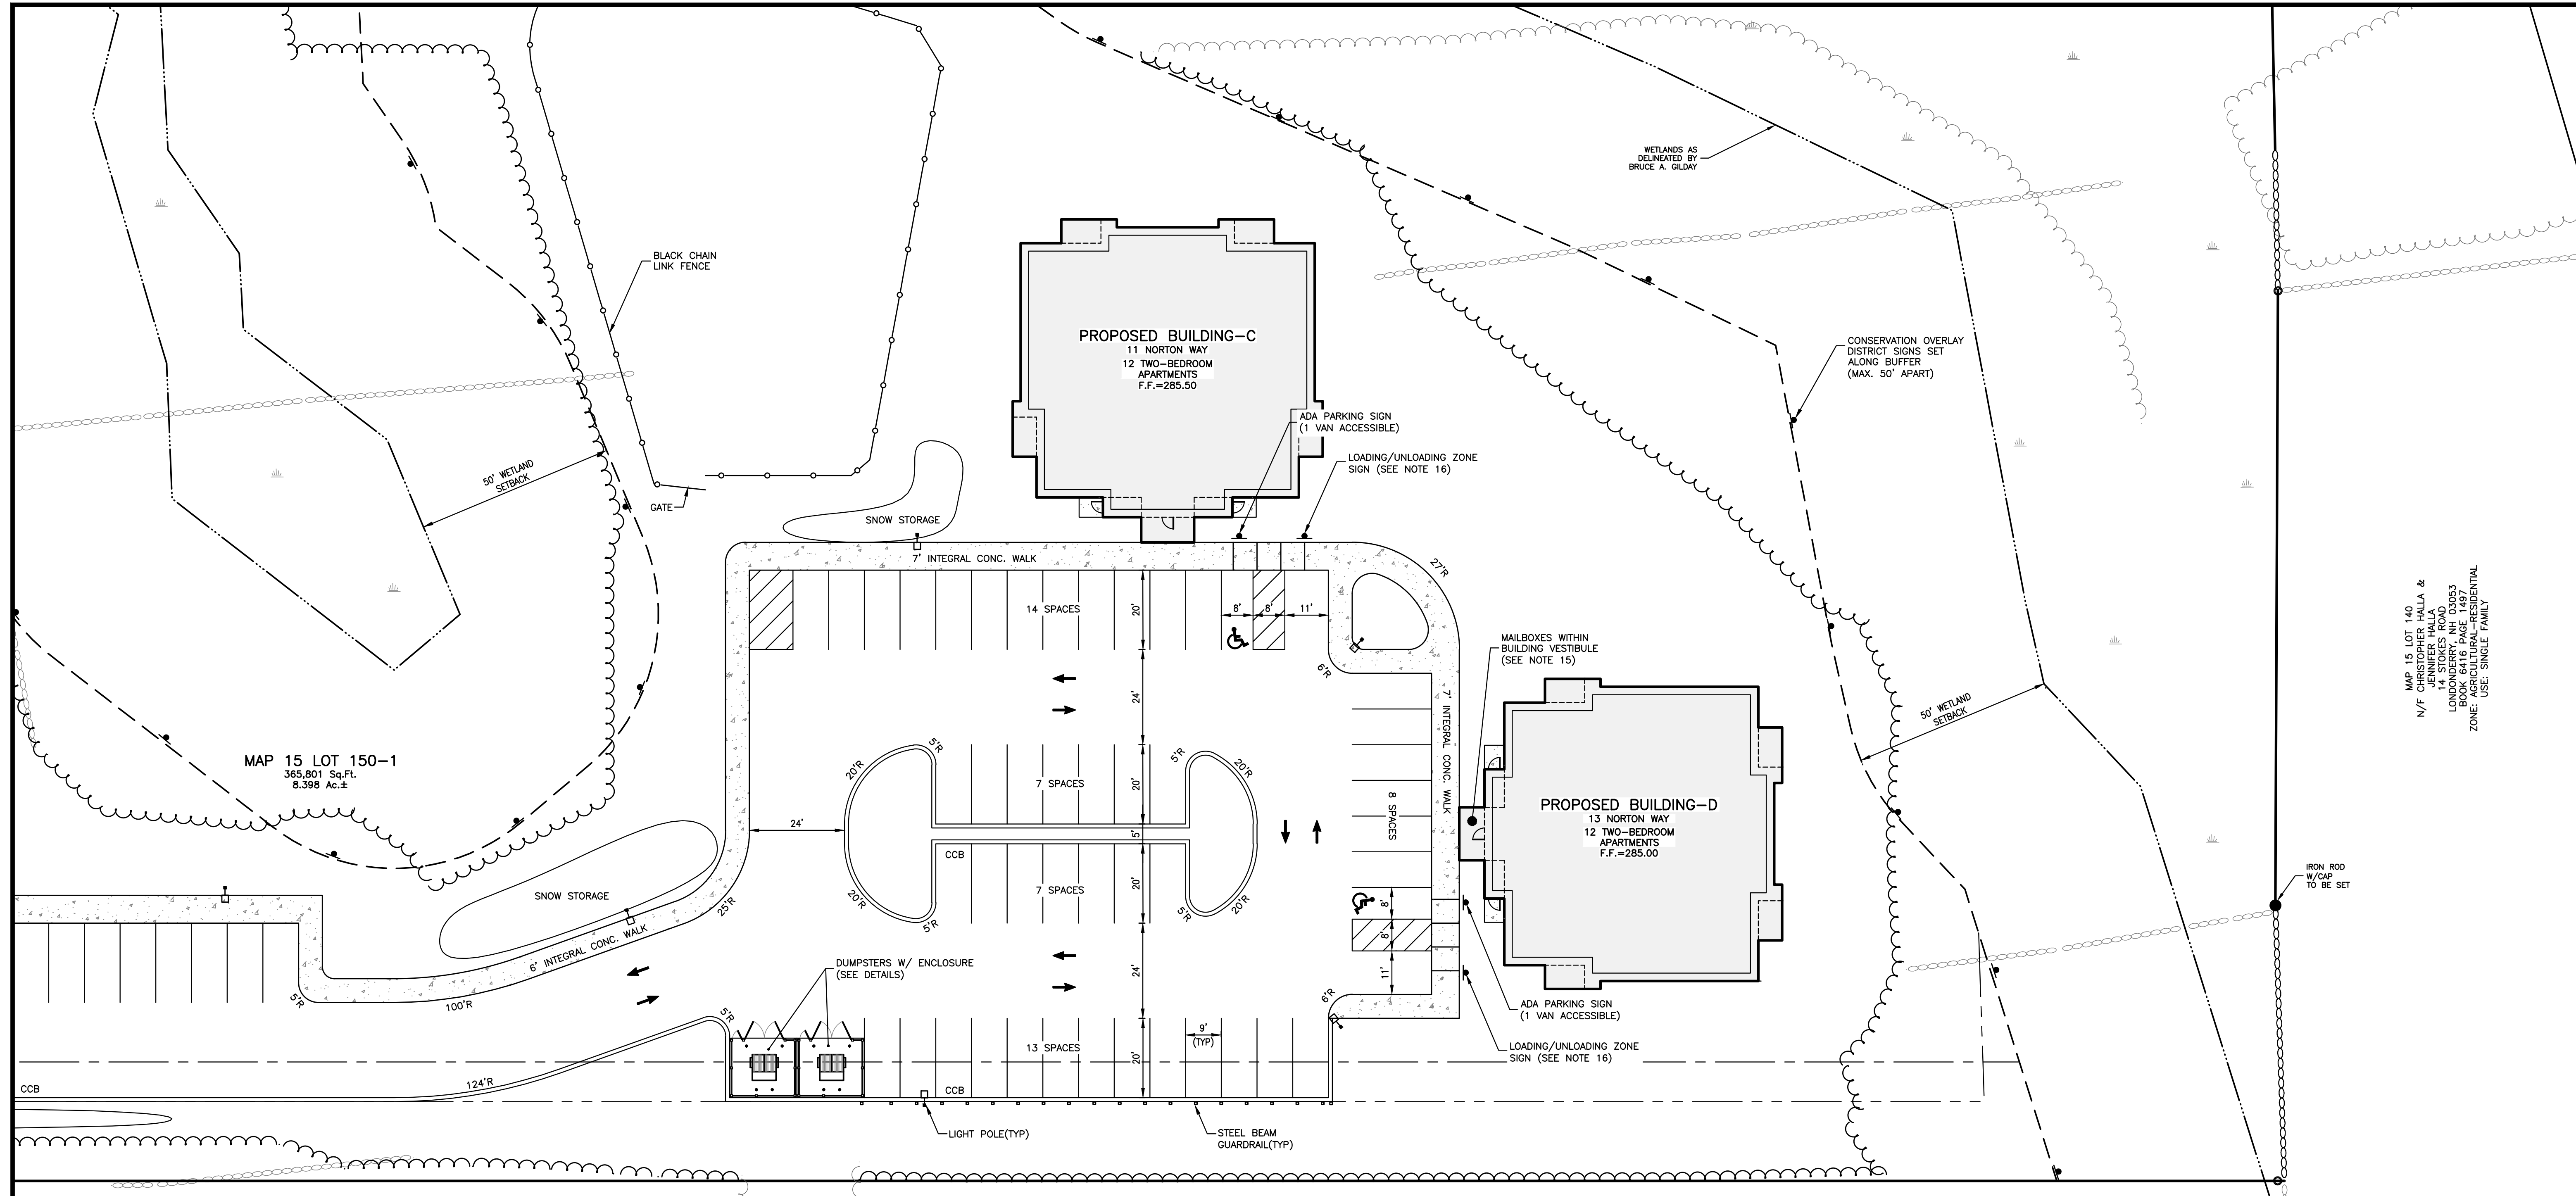 WETLANDS AS
DELINEATED BY
BRUCE A. GILDAY
BLACK CHAIN
LINK FENCE
PROPOSED BUILDING-C
11 NORTON WAY
12 TWO-BEDROOM
APARTMENTS
F.F.=285.50
CONSERVATION OVERLAY
DISTRICT SIGNS SET
ALONG BUFFER
(MAX. 50' APART)
ADA PARKING SIGN
(1 VAN ACCESSIBLE)
LOADING/UNLOADING ZONE
SIGN (SEE NOTE 16)
50' WETLAND
SETBACK
GATE
SNOW STORAGE
7' INTEGRAL CONC. WALK
27'R
14 SPACES
20'
8'
8'
11'
MAILBOXES WITHIN
BUILDING VESTIBULE
(SEE NOTE 15)
6'R
24'
7' INTEGRAL CONC. WALK
50' WETLAND
SETBACK
MAP 15 LOT 140
N/F CHRISTOPHER HALLA &
JENNIFER HALLA
14 STOKES ROAD
LONDONDERRY, NH 03053
BOOK 6416 PAGE 1497
ZONE: AGRICULTURAL-RESIDENTIAL
USE: SINGLE FAMILY
MAP 15 LOT 150-1
365,801 Sq.Ft.
8.398 Ac.±
5'R
20'R
5'R
20'R
7 SPACES
20'
8 SPACES
PROPOSED BUILDING-D
13 NORTON WAY
12 TWO-BEDROOM
APARTMENTS
F.F.=285.00
24'
5'
CCB
7 SPACES
20'
20'R
5'R
5'R
20'R
8'
8'
11'
IRON ROD
W/CAP
TO BE SET
SNOW STORAGE
25'R
6' INTEGRAL CONC. WALK
DUMPSTERS W/ ENCLOSURE
(SEE DETAILS)
24'
5'R
100'R
5'R
6'R
ADA PARKING SIGN
(1 VAN ACCESSIBLE)
9'
(TYP)
13 SPACES
20'
LOADING/UNLOADING ZONE
SIGN (SEE NOTE 16)
CCB
124'R
CCB
LIGHT POLE(TYP)
STEEL BEAM
GUARDRAIL(TYP)